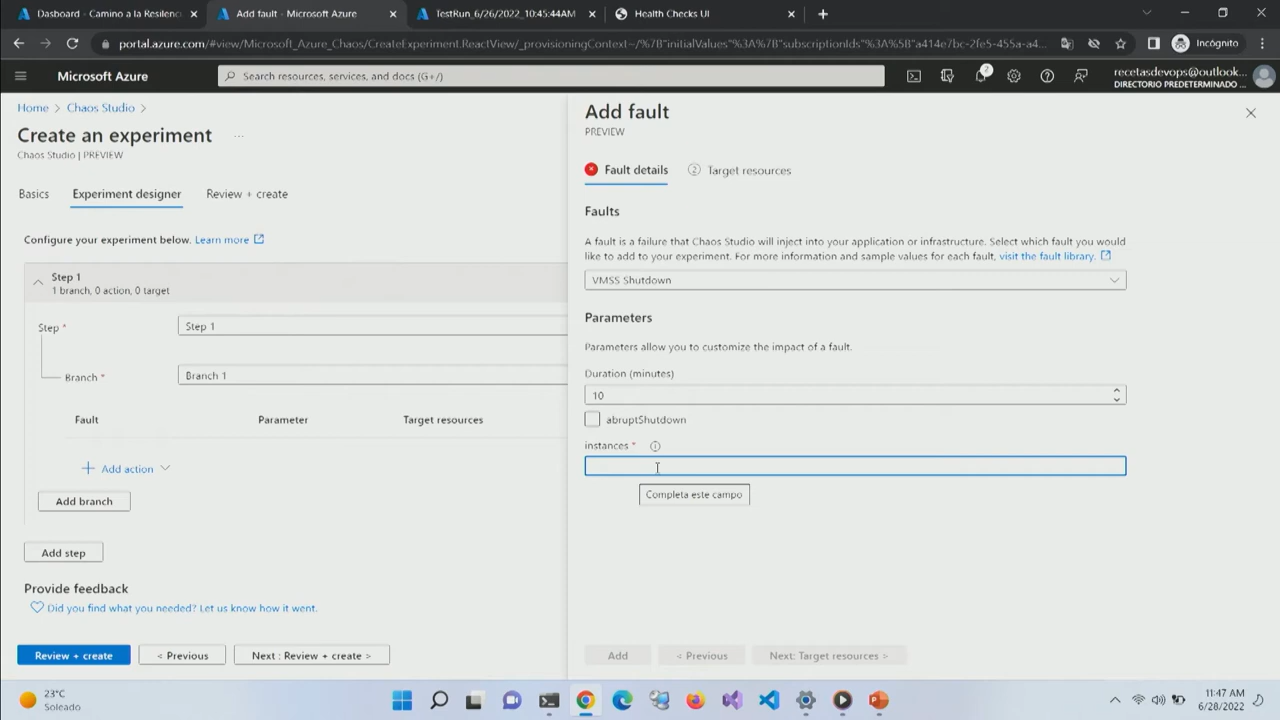 Dasboard - Camino a la Resilenc
Add fault - Microsoft Azure
TestRun_6/26/2022_10:45:44AM
Health Checks UI
portal.azure.com/#view/Microsoft_Azure_Chaos/CreateExperiment.ReactView/_provisioningContext~/%7B"initialValues"%3A%7B"subscriptionIds"%3A%5B"a414e7bc-2fe5-455a-a4...
Incógnito
Microsoft Azure
Search resources, services, and docs (G+/)
2
recetasdevops@outlook...
DIRECTORIO PREDETERMINADO ...
Home > Chaos Studio >
Create an experiment ...
Chaos Studio | PREVIEW
Basics
Experiment designer
Review + create
Configure your experiment below. Learn more
Step 1
1 branch, 0 action, 0 target
Step *
Step 1
Branch *
Branch 1
Fault
Parameter
Target resources
Add action
Add branch
Add step
Provide feedback
Did you find what you needed? Let us know how it went.
Review + create
< Previous
Next : Review + create >
Add fault
PREVIEW
Fault details
2 Target resources
Faults
A fault is a failure that Chaos Studio will inject into your application or infrastructure. Select which fault you would
like to add to your experiment. For more information and sample values for each fault, visit the fault library.
VMSS Shutdown
Parameters
Parameters allow you to customize the impact of a fault.
Duration (minutes)
10
abruptShutdown
instances *
Completa este campo
Add
< Previous
Next: Target resources >
23°C
Soleado
11:47 AM
6/28/2022